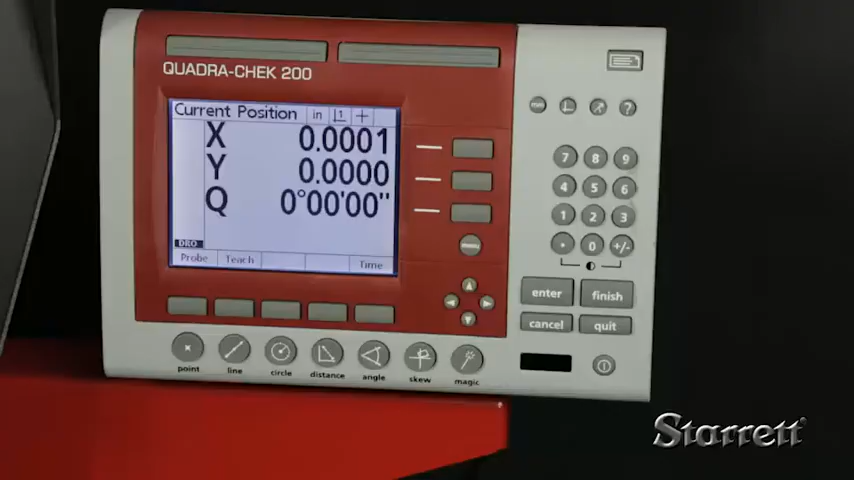 QUADRA-CHEK 200
Current Position in 1
X 0.0001
Y 0.0000
Q 0°00'00"
DRO
Probe Teach Time
menu
?
7 8 9
4 5 6
1 2 3
. 0 +/-
enter finish
cancel quit
point line circle distance angle skew magic
Starrett